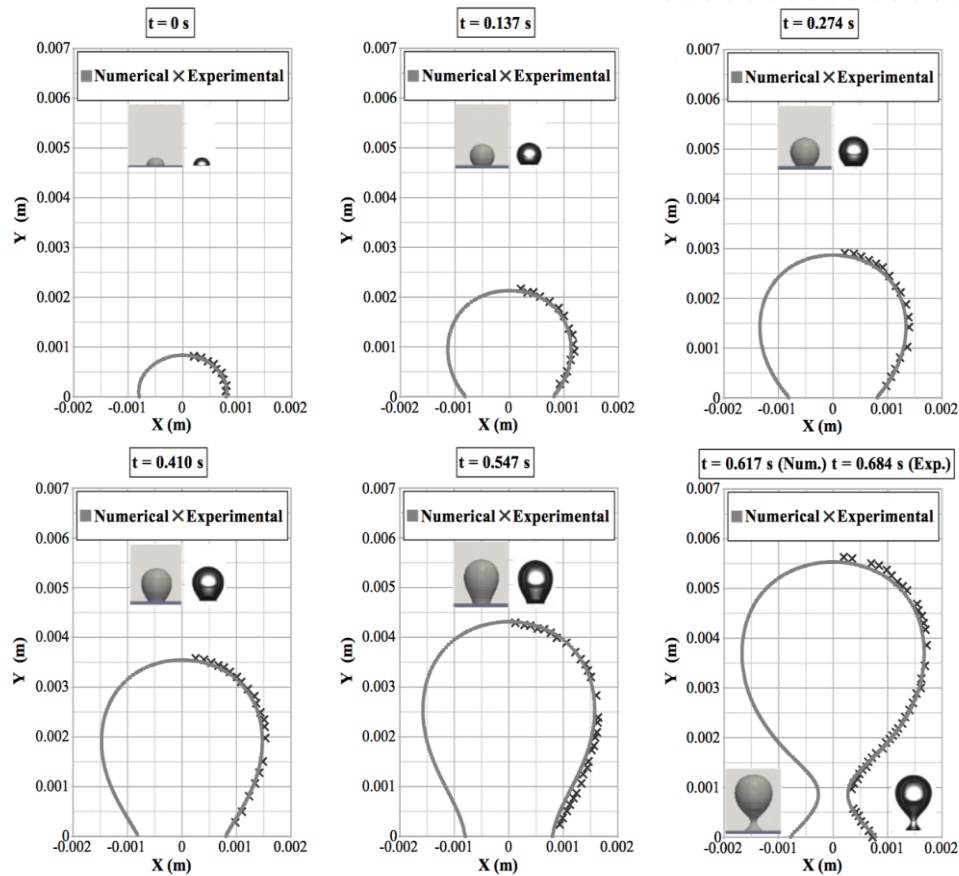 t = 0 s
0.007
Numerical × Experimental
0.006
0.005
0.004
Y (m)
0.003
0.002
0.001
0
-0.002 -0.001 0 0.001 0.002
X (m)
t = 0.137 s
0.007
Numerical × Experimental
0.006
0.005
0.004
Y (m)
0.003
0.002
0.001
0
-0.002 -0.001 0 0.001 0.002
X (m)
t = 0.274 s
0.007
Numerical × Experimental
0.006
0.005
0.004
Y (m)
0.003
0.002
0.001
0
-0.002 -0.001 0 0.001 0.002
X (m)
t = 0.410 s
0.007
Numerical × Experimental
0.006
0.005
0.004
Y (m)
0.003
0.002
0.001
0
-0.002 -0.001 0 0.001 0.002
X (m)
t = 0.547 s
0.007
Numerical × Experimental
0.006
0.005
0.004
Y (m)
0.003
0.002
0.001
0
-0.002 -0.001 0 0.001 0.002
X (m)
t = 0.617 s (Num.) t = 0.684 s (Exp.)
0.007
Numerical × Experimental
0.006
0.005
0.004
Y (m)
0.003
0.002
0.001
0
-0.002 -0.001 0 0.001 0.002
X (m)